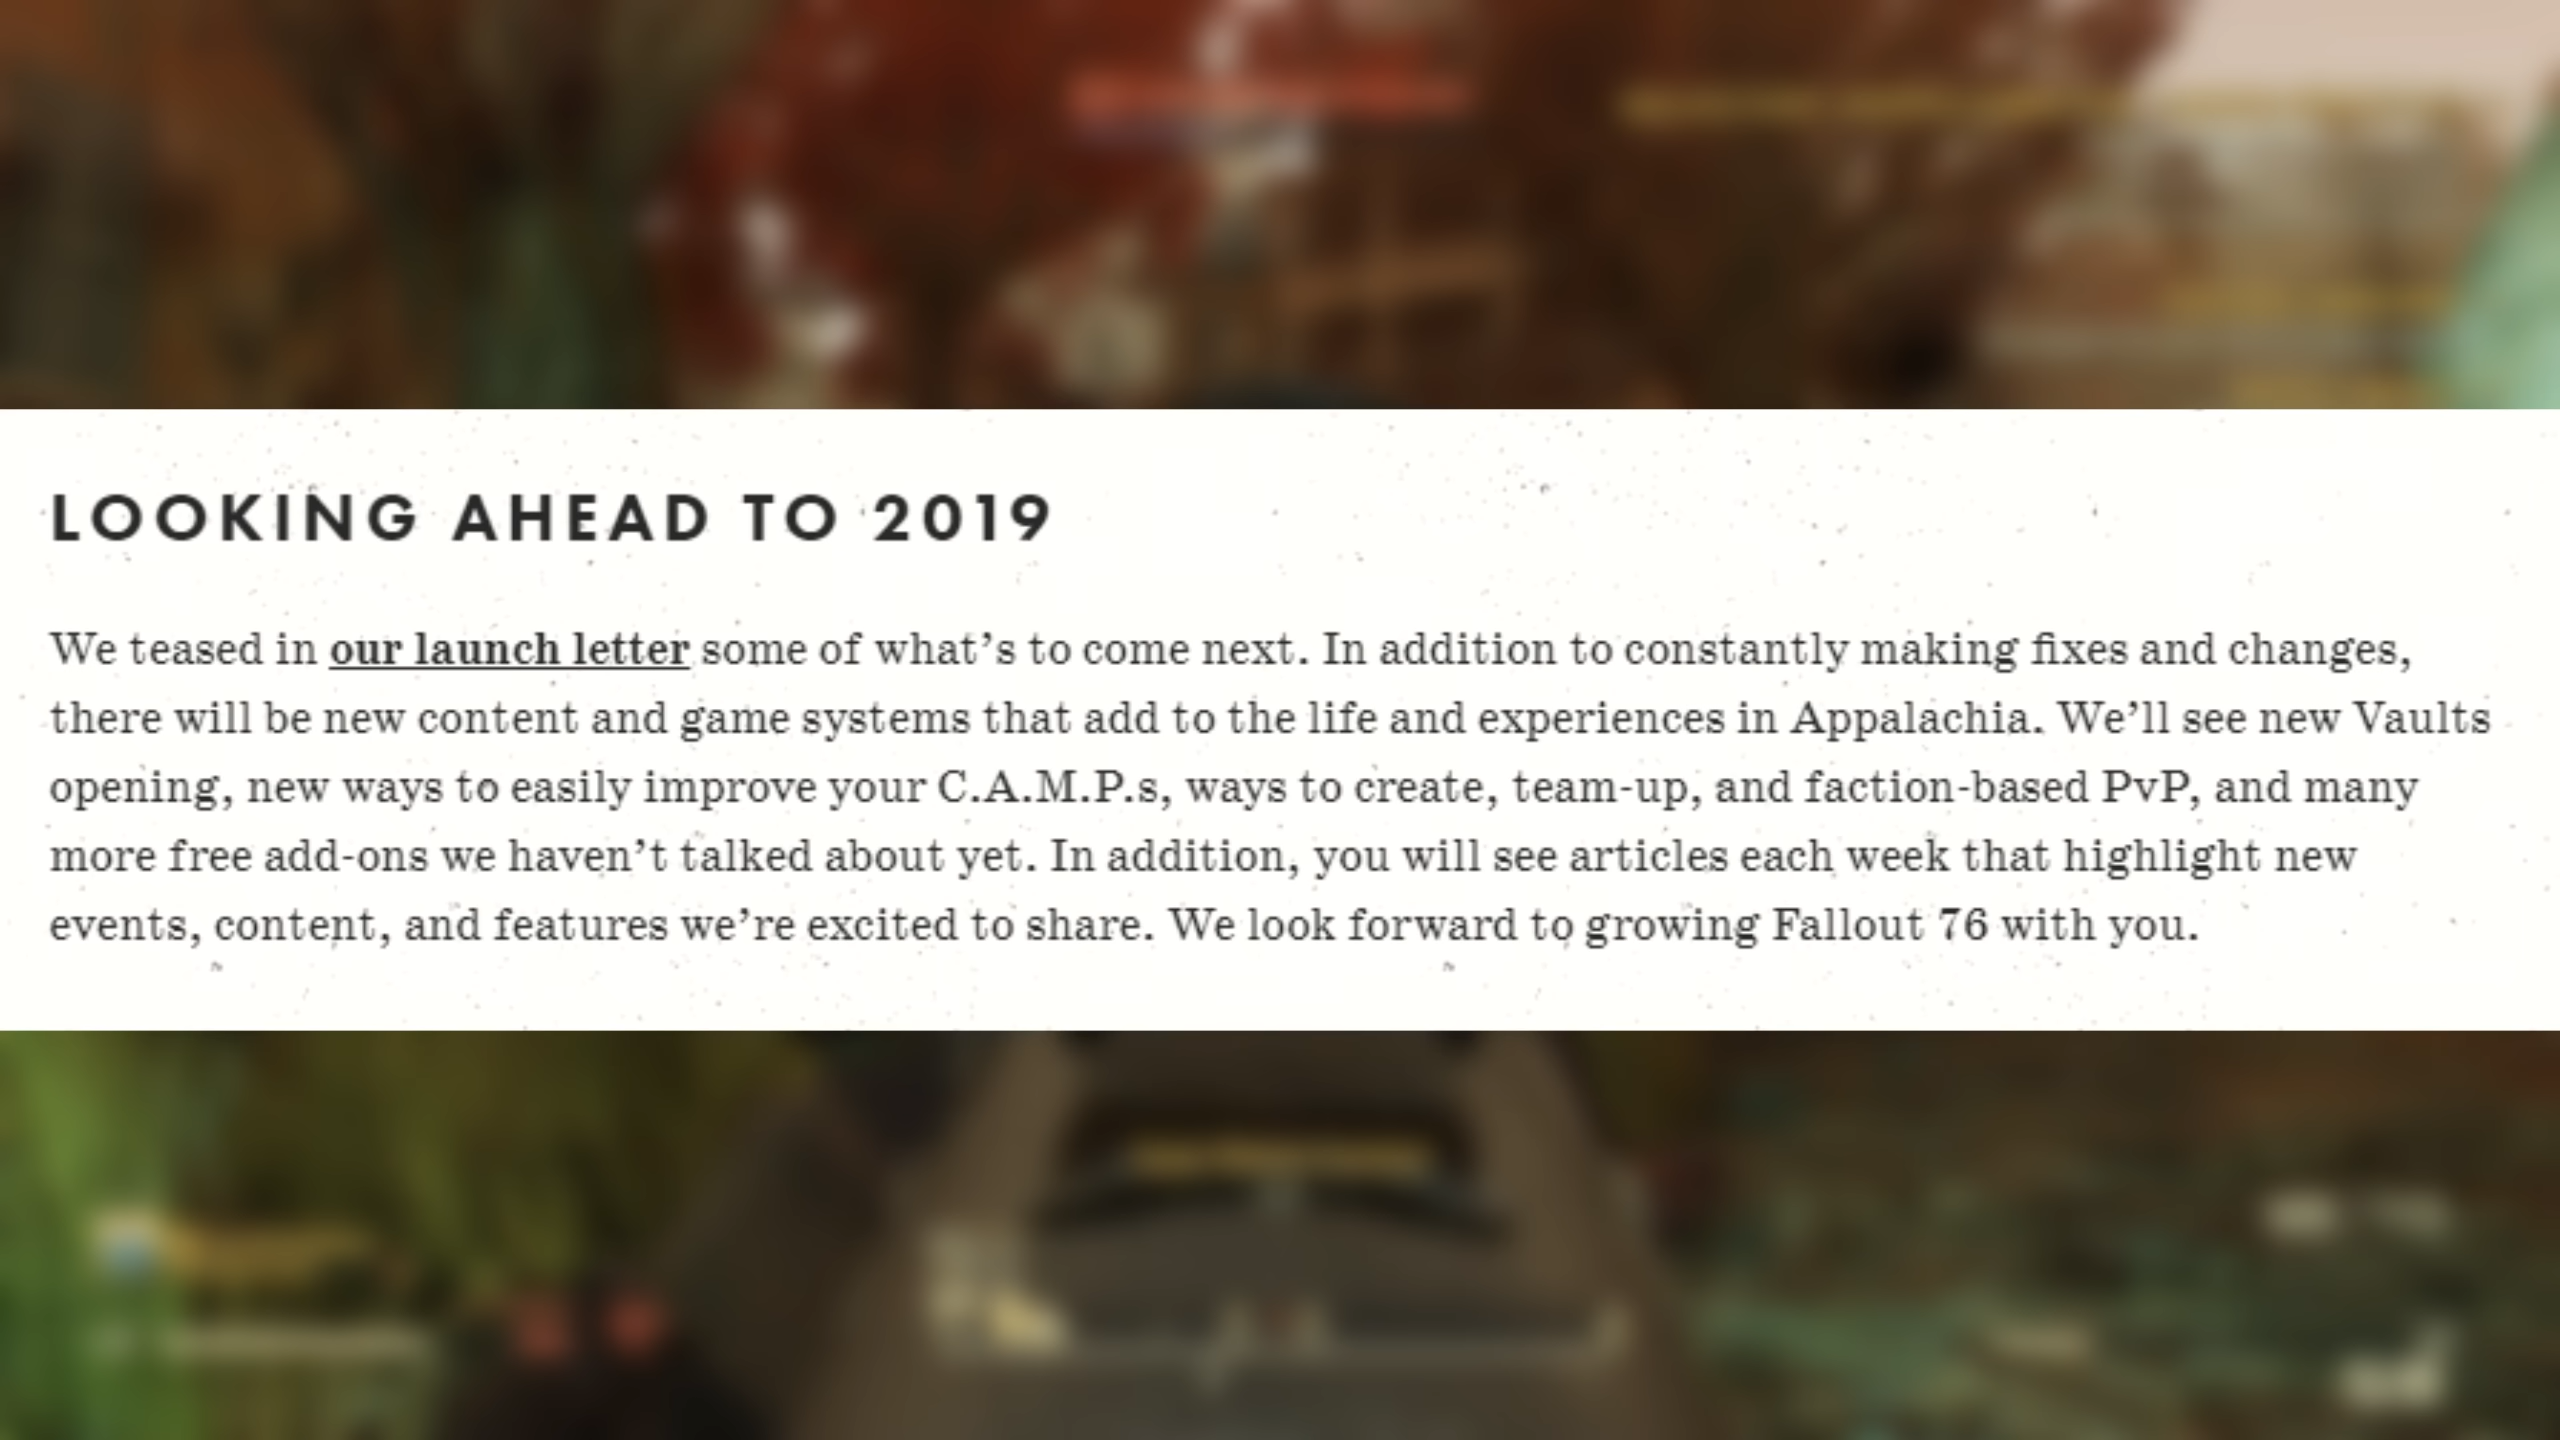 LOOKING AHEAD TO 2019
We teased in our launch letter some of what’s to come next. In addition to constantly making fixes and changes,
there will be new content and game systems that add to the life and experiences in Appalachia. We’ll see new Vaults
opening, new ways to easily improve your C.A.M.P.s, ways to create, team-up, and faction-based PvP, and many
more free add-ons we haven’t talked about yet. In addition, you will see articles each week that highlight new
events, content, and features we’re excited to share. We look forward to growing Fallout 76 with you.